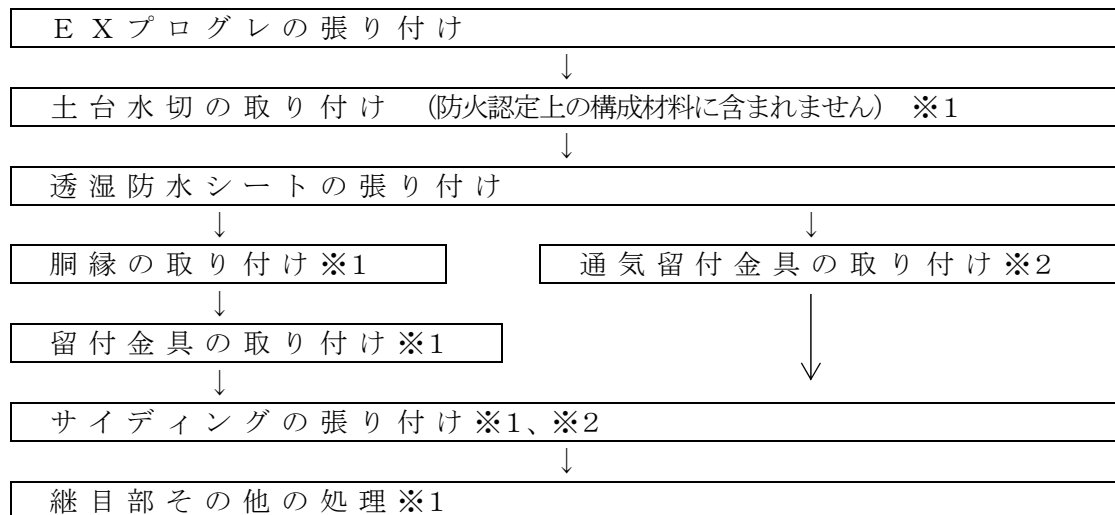 ＥＸプログレの張り付け
↓
土台水切の取り付け （防火認定上の構成材料に含まれません） ※１
↓
透湿防水シートの張り付け
↓ ↓
胴縁の取り付け※１ 通気留付金具の取り付け※２
↓
留付金具の取り付け※１
↓
サイディングの張り付け※１、※２
↓
継目部その他の処理※１